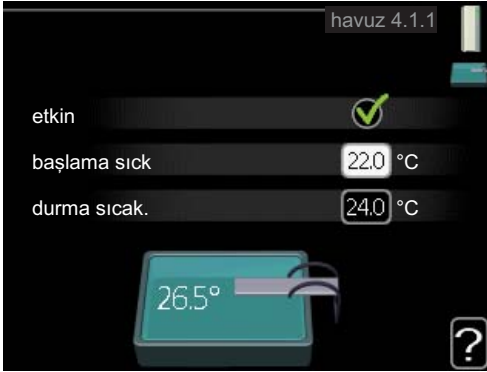 havuz 4.1.1
etkin
başlama sıck 22.0 °C
durma sıcak. 24.0 °C
26.5°
?